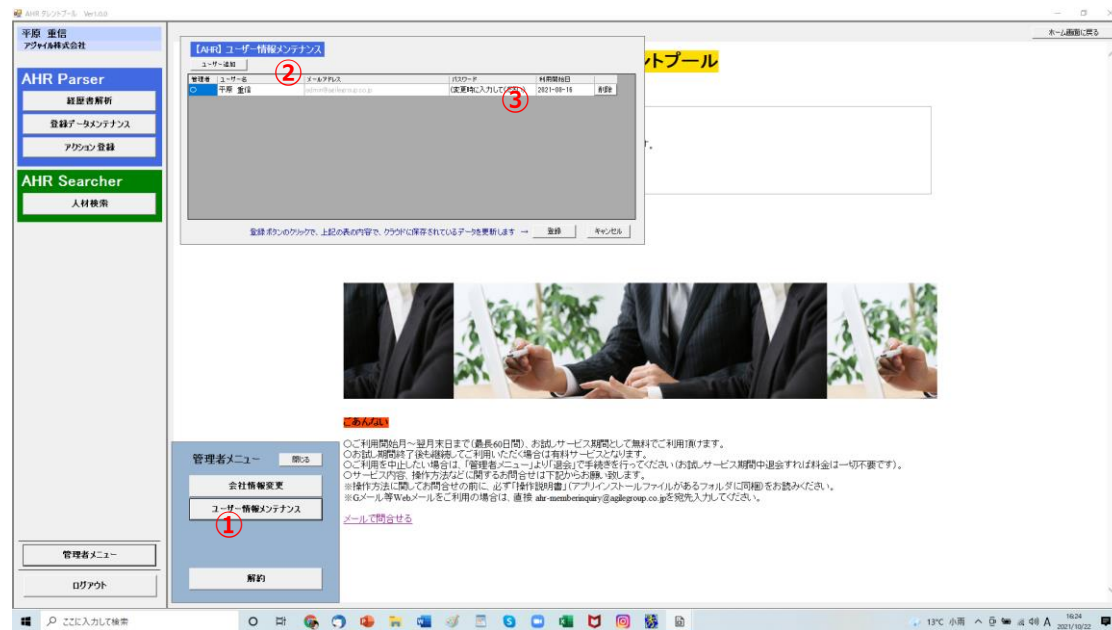 AHR タレントプール Ver1.0.0
平原 重信
アジャイル株式会社
ホーム画面に戻る
AHR Parser
経歴書解析
登録データメンテナンス
アクション登録
AHR Searcher
人材検索
【AHR】ユーザー情報メンテナンス
ユーザー追加
②
管理者 ユーザー名 メールアドレス パスワード 利用開始日
○ 平原 重信 admin@agilegroup.co.jp (変更時に入力してください) 2021-08-16 削除
③
登録ボタンのクリックで、上記の表の内容で、クラウドに保存されているデータを更新します → 登録 キャンセル
ントプール
す。
ごあんない
○ご利用開始月～翌月末日まで(最長60日間)、お試しサービス期間として無料でご利用頂けます。
○お試し期間終了後も継続してご利用いただく場合は有料サービスとなります。
○ご利用を中止したい場合は、「管理者メニュー」より「退会」で手続きを行ってください(お試しサービス期間中退会すれば料金は一切不要です)。
○サービス内容、操作方法などに関するお問合せは下記からお願い致します。
※操作方法に関してお問合せの前に、必ず「操作説明書」(アプリインストールファイルがあるフォルダに同梱)をお読みください。
※Gメール等Webメールをご利用の場合は、直接 ahr-memberinquiry@agilegroup.co.jpを宛先入力してください。
メールで問合せる
管理者メニュー 閉じる
会社情報変更
ユーザー情報メンテナンス
①
解約
管理者メニュー
ログアウト
ここに入力して検索
13°C 小雨 A 16:24
2021/10/22